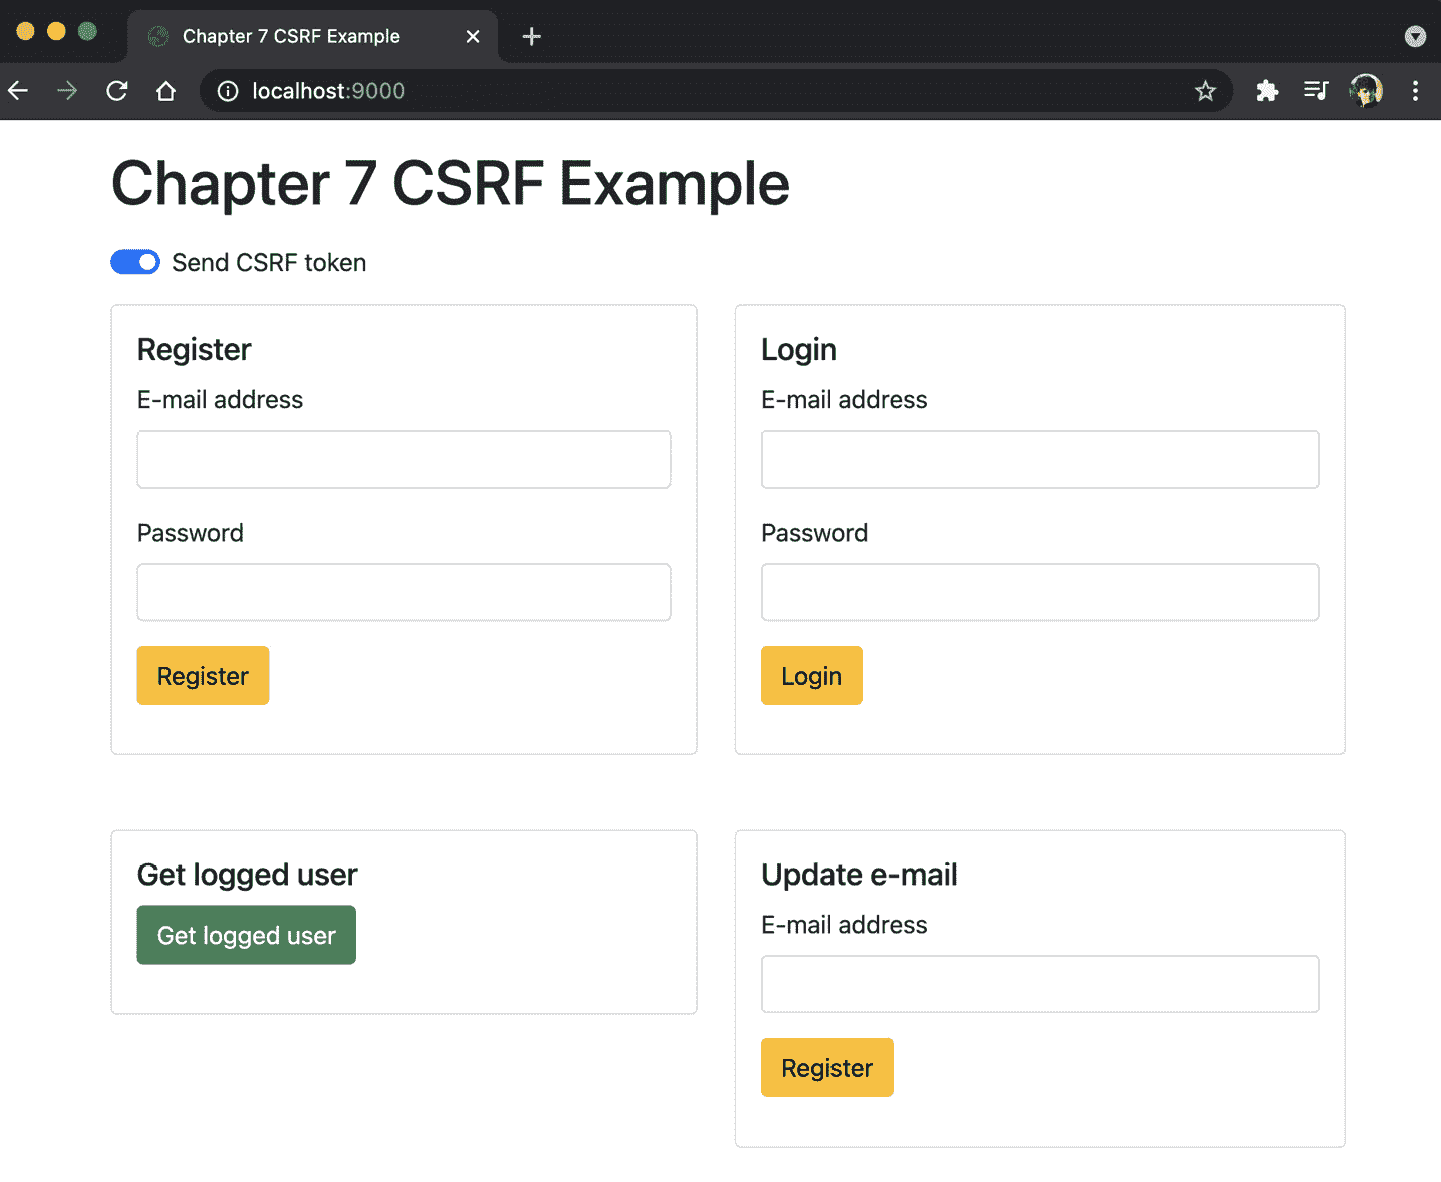 Chapter 7 CSRF Example
localhost:9000
Chapter 7 CSRF Example
Send CSRF token
Register
E-mail address
Password
Register
Login
E-mail address
Password
Login
Get logged user
Get logged user
Update e-mail
E-mail address
Register